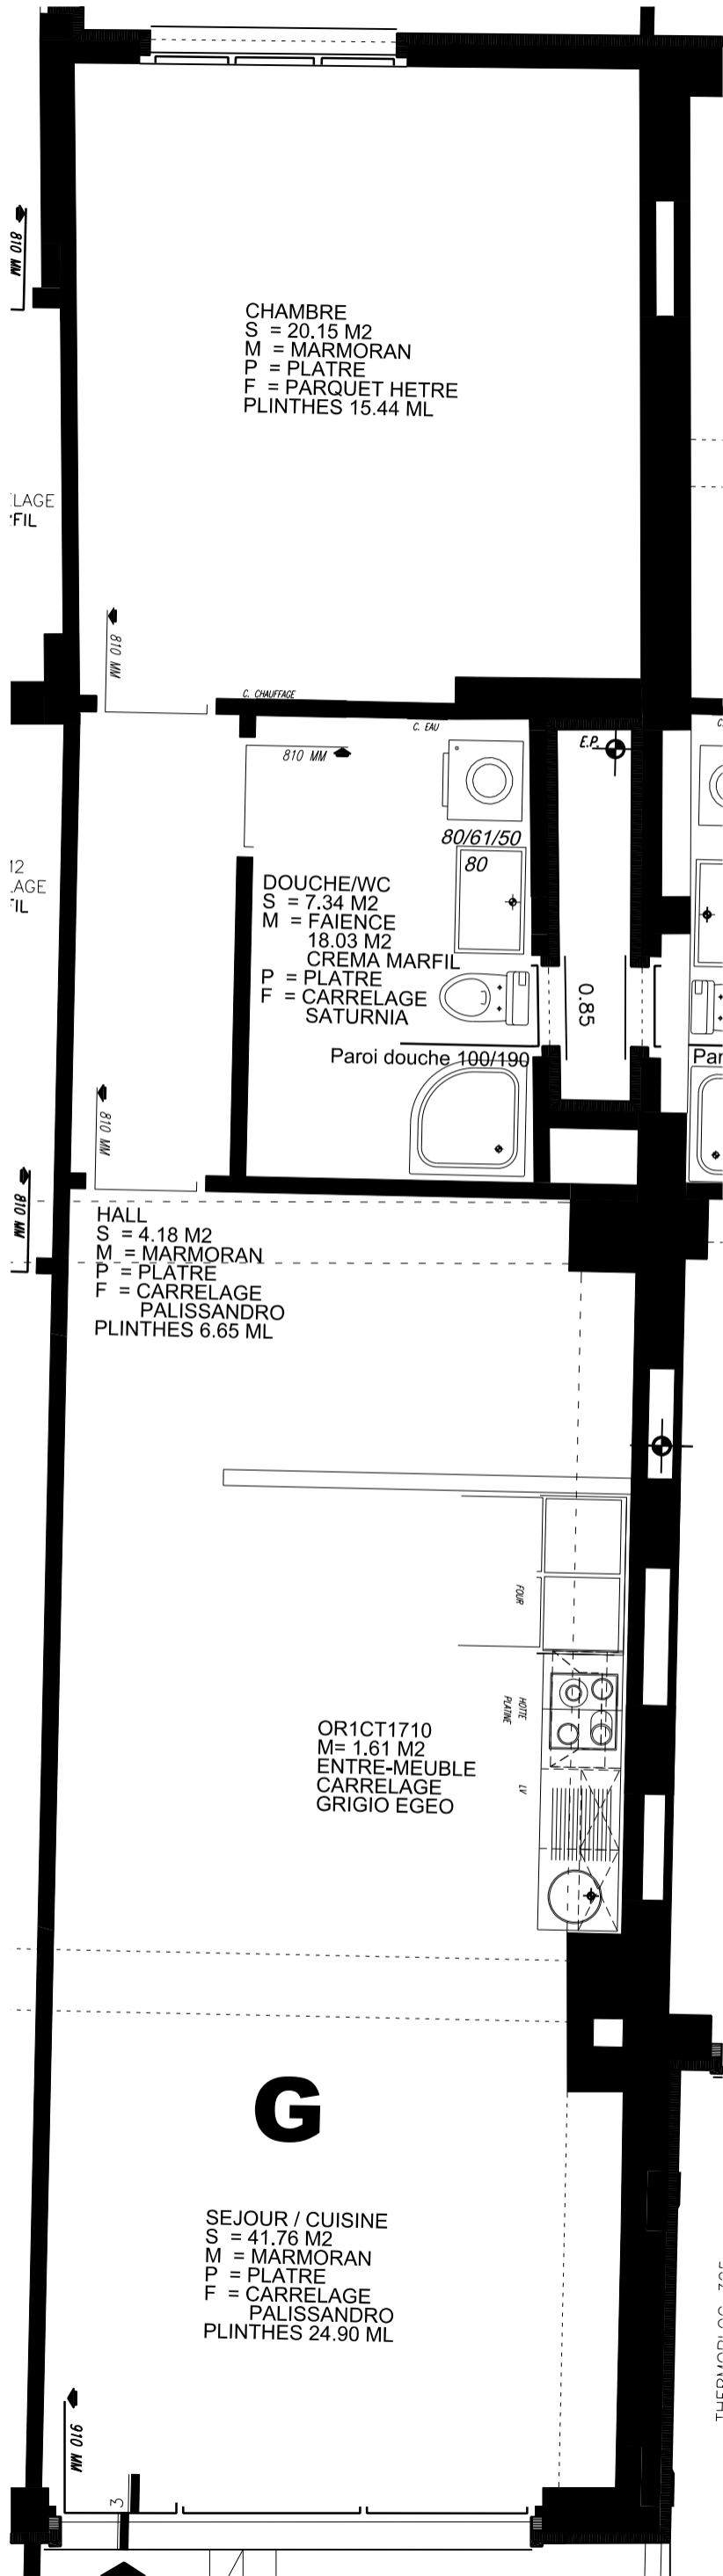 810 MM
CHAMBRE
S = 20.15 M2
M = MARMORAN
P = PLATRE
F = PARQUET HETRE
PLINTHES 15.44 ML
810 MM
C. CHAUFFAGE
C. EAU
E.P.
810 MM
80/61/50
80
DOUCHE/WC
S = 7.34 M2
M = FAIENCE
18.03 M2
CREMA MARFIL
P = PLATRE
F = CARRELAGE
SATURNIA
0.85
Paroi douche 100/190
Par
810 MM
810 MM
HALL
S = 4.18 M2
M = MARMORAN
P = PLATRE
F = CARRELAGE
PALISSANDRO
PLINTHES 6.65 ML
FOUR
HOTTE
PLATINE
LV
OR1CT1710
M= 1.61 M2
ENTRE-MEUBLE
CARRELAGE
GRIGIO EGEO
G
SEJOUR / CUISINE
S = 41.76 M2
M = MARMORAN
P = PLATRE
F = CARRELAGE
PALISSANDRO
PLINTHES 24.90 ML
910 MM
3